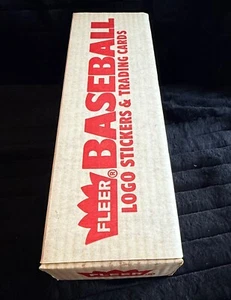 FLEER® BASEBALL
LOGO STICKERS & TRADING CARDS